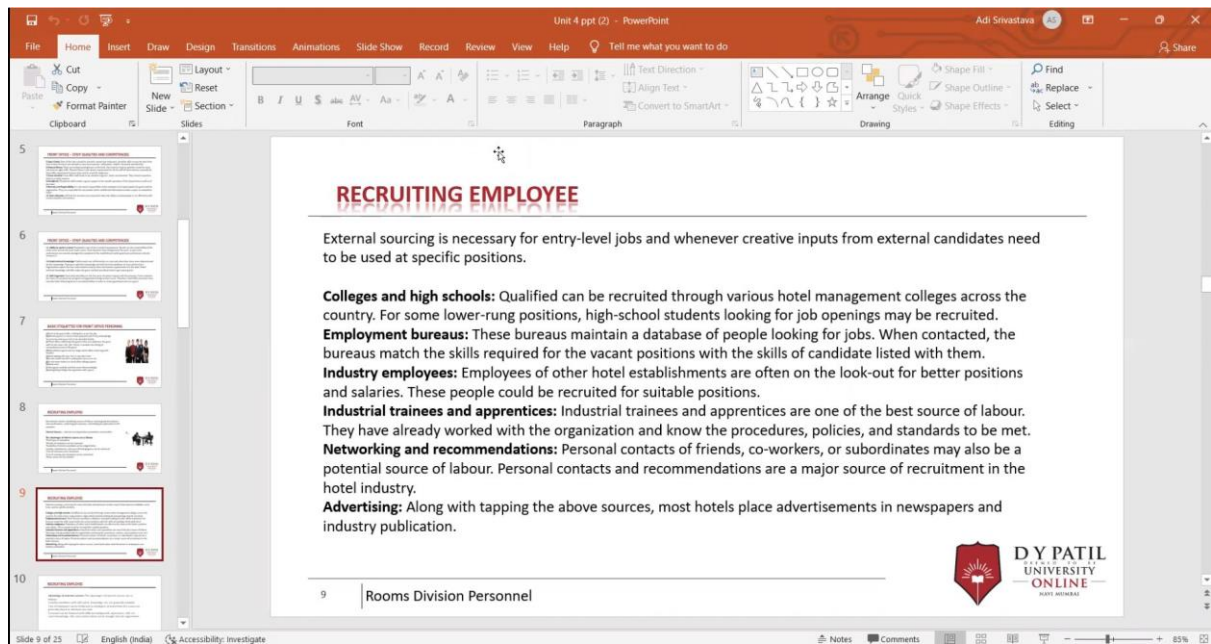 Unit 4 ppt (2) - PowerPoint
Adi Srivastava
AS
File Home Insert Draw Design Transitions Animations Slide Show Record Review View Help Tell me what you want to do
Share
Paste
Cut
Copy
Format Painter
Clipboard
New Slide
Layout
Reset
Section
Slides
Font
Text Direction
Align Text
Convert to SmartArt
Paragraph
Arrange
Quick Styles
Shape Fill
Shape Outline
Shape Effects
Drawing
Find
Replace
Select
Editing
5
6
7
8
9
10
RECRUITING EMPLOYEE
External sourcing is necessary for entry-level jobs and whenever creative inputs from external candidates need
to be used at specific positions.
Colleges and high schools: Qualified can be recruited through various hotel management colleges across the
country. For some lower-rung positions, high-school students looking for job openings may be recruited.
Employment bureaus: These bureaus maintain a database of people looking for jobs. When contacted, the
bureaus match the skills required for the vacant positions with the skills of candidate listed with them.
Industry employees: Employees of other hotel establishments are often on the look-out for better positions
and salaries. These people could be recruited for suitable positions.
Industrial trainees and apprentices: Industrial trainees and apprentices are one of the best source of labour.
They have already worked with the organization and know the procedures, policies, and standards to be met.
Networking and recommendations: Personal contacts of friends, co-workers, or subordinates may also be a
potential source of labour. Personal contacts and recommendations are a major source of recruitment in the
hotel industry.
Advertising: Along with tapping the above sources, most hotels place advertisements in newspapers and
industry publication.
9 Rooms Division Personnel
D Y PATIL
DEEMED TO BE
UNIVERSITY
ONLINE
NAVI MUMBAI
Slide 9 of 25 English (India) Accessibility: Investigate
Notes Comments 85%